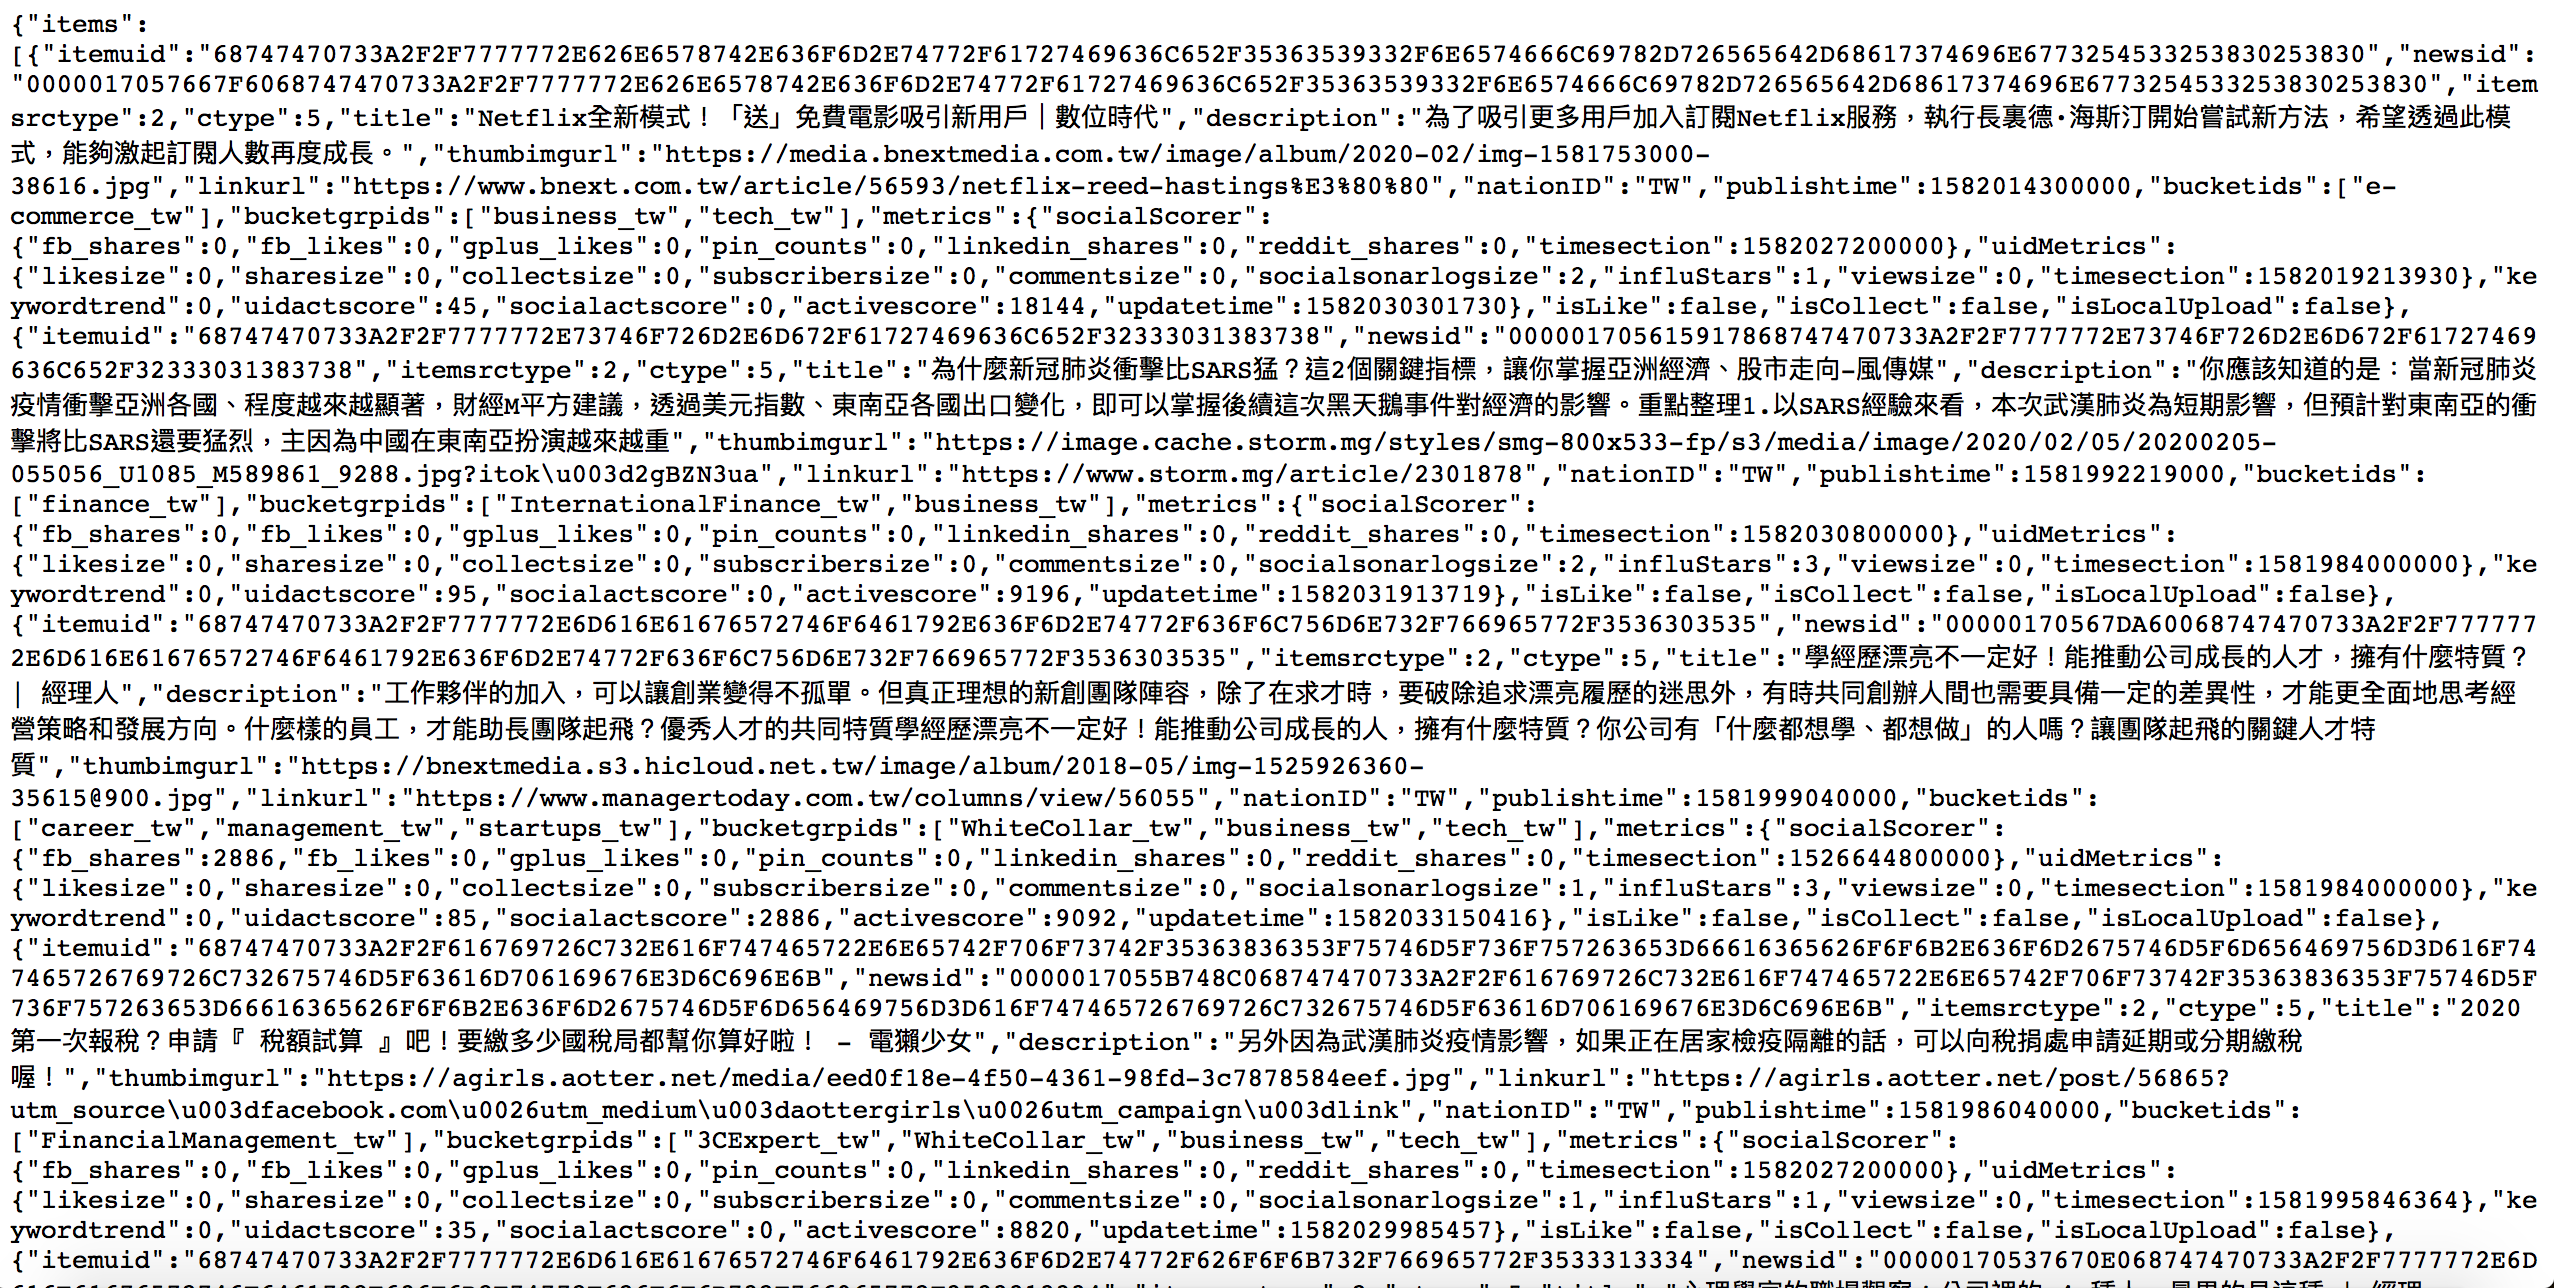 {"items":
[{"itemuid":"68747470733A2F2F7777772E626E6578742E636F6D2E74772F61727469636C652F35363539332F6E6574666C69782D726565642D68617374696E67732545332538302538​30","newsid":
"0000017057667F6068747470733A2F2F7777772E626E6578742E636F6D2E74772F61727469636C652F35363539332F6E6574666C69782D726565642D68617374696E6773254533253830253830","item
srctype":2,"ctype":5,"title":"Netflix全新模式！「送」免費電影吸引新用戶｜數位時代","description":"為了吸引更多用戶加入訂閱Netflix服務，執行長裏德·海斯汀開始嘗試新方法，希望透過此模
式，能夠激起訂閱人數再度成長。","thumbimgurl":"https://media.bnextmedia.com.tw/image/album/2020-02/img-1581753000-
38616.jpg","linkurl":"https://www.bnext.com.tw/article/56593/netflix-reed-hastings%E3%80%80","nationID":"TW","publishtime":1582014300000,"bucketids":["e-
commerce_tw"],"bucketgrpids":["business_tw","tech_tw"],"metrics":{"socialScorer":
{"fb_shares":0,"fb_likes":0,"gplus_likes":0,"pin_counts":0,"linkedin_shares":0,"reddit_shares":0,"timesection":1582027200000},"uidMetrics":
{"likesize":0,"sharesize":0,"collectsize":0,"subscribersize":0,"commentsize":0,"socialsonarlogsize":2,"influStars":1,"viewsize":0,"timesection":1582019213930},"ke
ywordtrend":0,"uidactscore":45,"socialactscore":0,"activescore":18144,"updatetime":1582030301730},"isLike":false,"isCollect":false,"isLocalUpload":false},
{"itemuid":"68747470733A2F2F7777772E73746F726D2E6D672F61727469636C652F32333031383738","newsid":"000001705615917868747470733A2F2F7777772E73746F726D2E6D672F61727469
636C652F32333031383738","itemsrctype":2,"ctype":5,"title":"為什麼新冠肺炎衝擊比SARS猛？這2個關鍵指標，讓你掌握亞洲經濟、股市走向-風傳媒","description":"你應該知道的是：當新冠肺炎
疫情衝擊亞洲各國、程度越來越顯著，財經M平方建議，透過美元指數、東南亞各國出口變化，即可以掌握後續這次黑天鵝事件對經濟的影響。重點整理1.以SARS經驗來看，本次武漢肺炎為短期影響，但預計對東南亞的衝
擊將比SARS還要猛烈，主因為中國在東南亞扮演越來越重","thumbimgurl":"https://image.cache.storm.mg/styles/smg-800x533-fp/s3/media/image/2020/02/05/20200205-
055056_U1085_M589861_9288.jpg?itok\u003d2gBZN3ua","linkurl":"https://www.storm.mg/article/2301878","nationID":"TW","publishtime":1581992219000,"bucketids":
["finance_tw"],"bucketgrpids":["InternationalFinance_tw","business_tw"],"metrics":{"socialScorer":
{"fb_shares":0,"fb_likes":0,"gplus_likes":0,"pin_counts":0,"linkedin_shares":0,"reddit_shares":0,"timesection":1582030800000},"uidMetrics":
{"likesize":0,"sharesize":0,"collectsize":0,"subscribersize":0,"commentsize":0,"socialsonarlogsize":2,"influStars":3,"viewsize":0,"timesection":1581984000000},"ke
ywordtrend":0,"uidactscore":95,"socialactscore":0,"activescore":9196,"updatetime":1582031913719},"isLike":false,"isCollect":false,"isLocalUpload":false},
{"itemuid":"68747470733A2F2F7777772E6D616E61676572746F6461792E636F6D2E74772F636F6C756D6E732F766965772F3536303535","newsid":"00000170567DA60068747470733A2F2F777777
2E6D616E61676572746F6461792E636F6D2E74772F636F6C756D6E732F766965772F3536303535","itemsrctype":2,"ctype":5,"title":"學經歷漂亮不一定好！能推動公司成長的人才，擁有什麼特質？
| 經理人","description":"工作夥伴的加入，可以讓創業變得不孤單。但真正理想的新創團隊陣容，除了在求才時，要破除追求漂亮履歷的迷思外，有時共同創辦人間也需要具備一定的差異性，才能更全面地思考經
營策略和發展方向。什麼樣的員工，才能助長團隊起飛？優秀人才的共同特質學經歷漂亮不一定好！能推動公司成長的人，擁有什麼特質？你公司有「什麼都想學、都想做」的人嗎？讓團隊起飛的關鍵人才特
質","thumbimgurl":"https://bnextmedia.s3.hicloud.net.tw/image/album/2018-05/img-1525926360-
35615@900.jpg","linkurl":"https://www.managertoday.com.tw/columns/view/56055","nationID":"TW","publishtime":1581999040000,"bucketids":
["career_tw","management_tw","startups_tw"],"bucketgrpids":["WhiteCollar_tw","business_tw","tech_tw"],"metrics":{"socialScorer":
{"fb_shares":2886,"fb_likes":0,"gplus_likes":0,"pin_counts":0,"linkedin_shares":0,"reddit_shares":0,"timesection":1526644800000},"uidMetrics":
{"likesize":0,"sharesize":0,"collectsize":0,"subscribersize":0,"commentsize":0,"socialsonarlogsize":1,"influStars":3,"viewsize":0,"timesection":1581984000000},"ke
ywordtrend":0,"uidactscore":85,"socialactscore":2886,"activescore":9092,"updatetime":1582033150416},"isLike":false,"isCollect":false,"isLocalUpload":false},
{"itemuid":"68747470733A2F2F616769726C732E616F747465722E6E65742F706F73742F35363836353F75746D5F736F757263653D66616365626F6F6B2E636F6D2675746D5F6D656469756D3D616F74
7465726769726C732675746D5F63616D706169676E3D6C696E6B","newsid":"0000017055B748C068747470733A2F2F616769726C732E616F747465722E6E65742F706F73742F35363836353F75746D5F
736F757263653D66616365626F6F6B2E636F6D2675746D5F6D656469756D3D616F747465726769726C732675746D5F63616D706169676E3D6C696E6B","itemsrctype":2,"ctype":5,"title":"2020
第一次報稅？申請『 稅額試算 』吧！要繳多少國稅局都幫你算好啦！ - 電獺少女","description":"另外因為武漢肺炎疫情影響，如果正在居家檢疫隔離的話，可以向稅捐處申請延期或分期繳稅
喔！","thumbimgurl":"https://agirls.aotter.net/media/eed0f18e-4f50-4361-98fd-3c7878584eef.jpg","linkurl":"https://agirls.aotter.net/post/56865?
utm_source\u003dfacebook.com\u0026utm_medium\u003daottergirls\u0026utm_campaign\u003dlink","nationID":"TW","publishtime":1581986040000,"bucketids":
["FinancialManagement_tw"],"bucketgrpids":["3CExpert_tw","WhiteCollar_tw","business_tw","tech_tw"],"metrics":{"socialScorer":
{"fb_shares":0,"fb_likes":0,"gplus_likes":0,"pin_counts":0,"linkedin_shares":0,"reddit_shares":0,"timesection":1582027200000},"uidMetrics":
{"likesize":0,"sharesize":0,"collectsize":0,"subscribersize":0,"commentsize":0,"socialsonarlogsize":1,"influStars":1,"viewsize":0,"timesection":1581995846364},"ke
ywordtrend":0,"uidactscore":35,"socialactscore":0,"activescore":8820,"updatetime":1582029985457},"isLike":false,"isCollect":false,"isLocalUpload":false},
{"itemuid":"68747470733A2F2F7777772E6D616E61676572746F6461792E636F6D2E74772F626F6F6B732F766965772F3533313334","newsid":"00000170537670E068747470733A2F2F7777772E6D